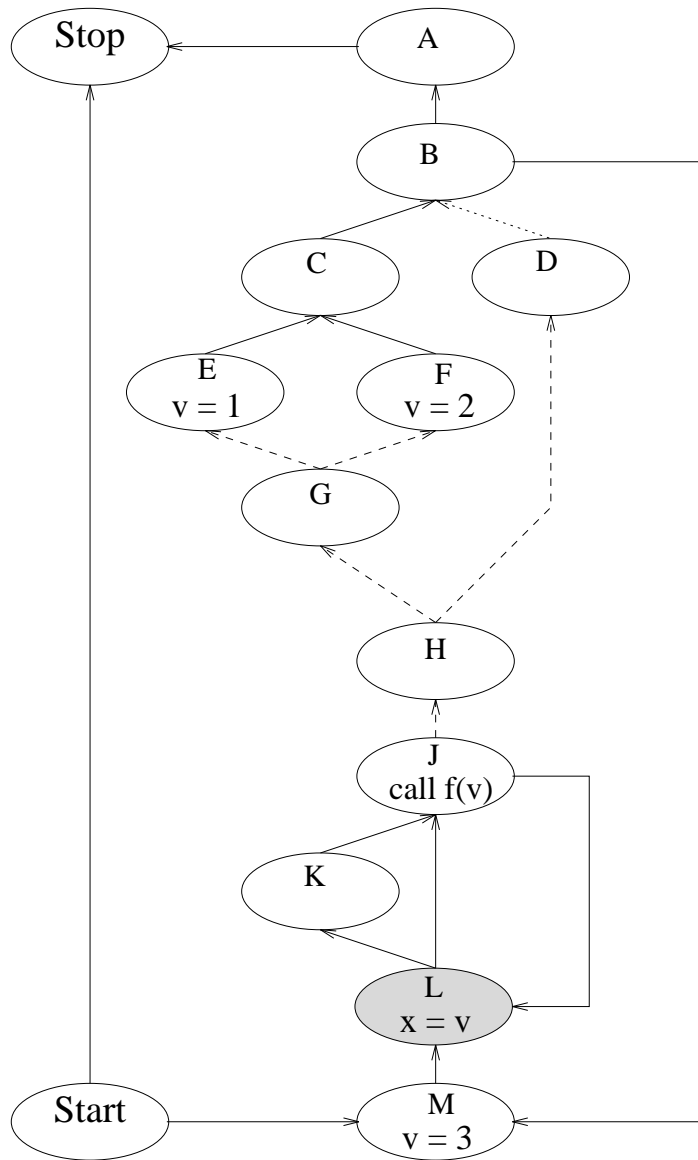 Stop
A
B
C
D
E
v = 1
F
v = 2
G
H
J
call f(v)
K
L
x = v
Start
M
v = 3